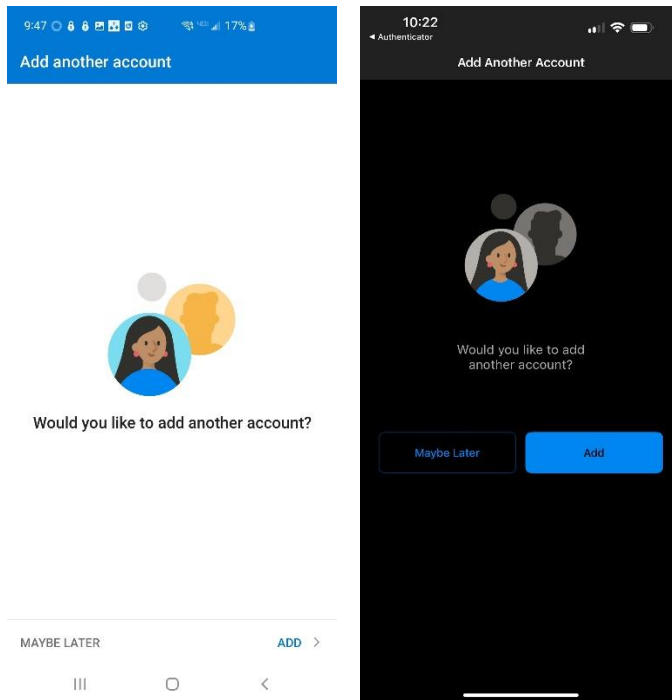 9:47 17%
Add another account
Would you like to add another account?
MAYBE LATER ADD
10:22
Authenticator
Add Another Account
Would you like to add
another account?
Maybe Later Add